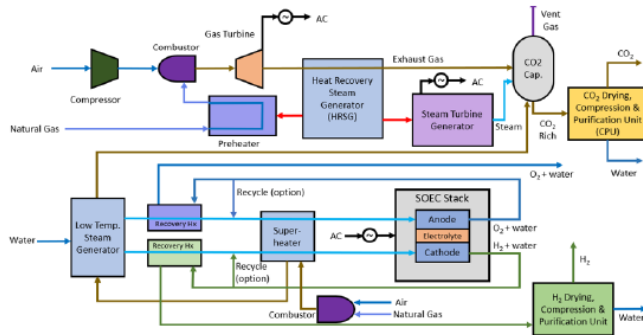 Vent
Gas
Gas Turbine
AC
Combustor
CO2
Air
Exhaust Gas
CO2
Cap.
Compressor
Heat Recovery
Steam
Generator
(HRSG)
AC
CO2 Drying,
Compression &
Purification Unit
(CPU)
Natural Gas
Steam Turbine
Generator
Steam
CO2
Rich
Preheater
Water
O2 + water
Recycle (option)
SOEC Stack
Recovery Hx
Low Temp.
Steam
Generator
Super-
heater
AC
Anode
O2 + water
Electrolyte
Water
Recovery Hx
Cathode
H2 + water
Recycle
(option)
H2
Air
Combustor
Natural Gas
H2 Drying,
Compression &
Purification Unit
Water